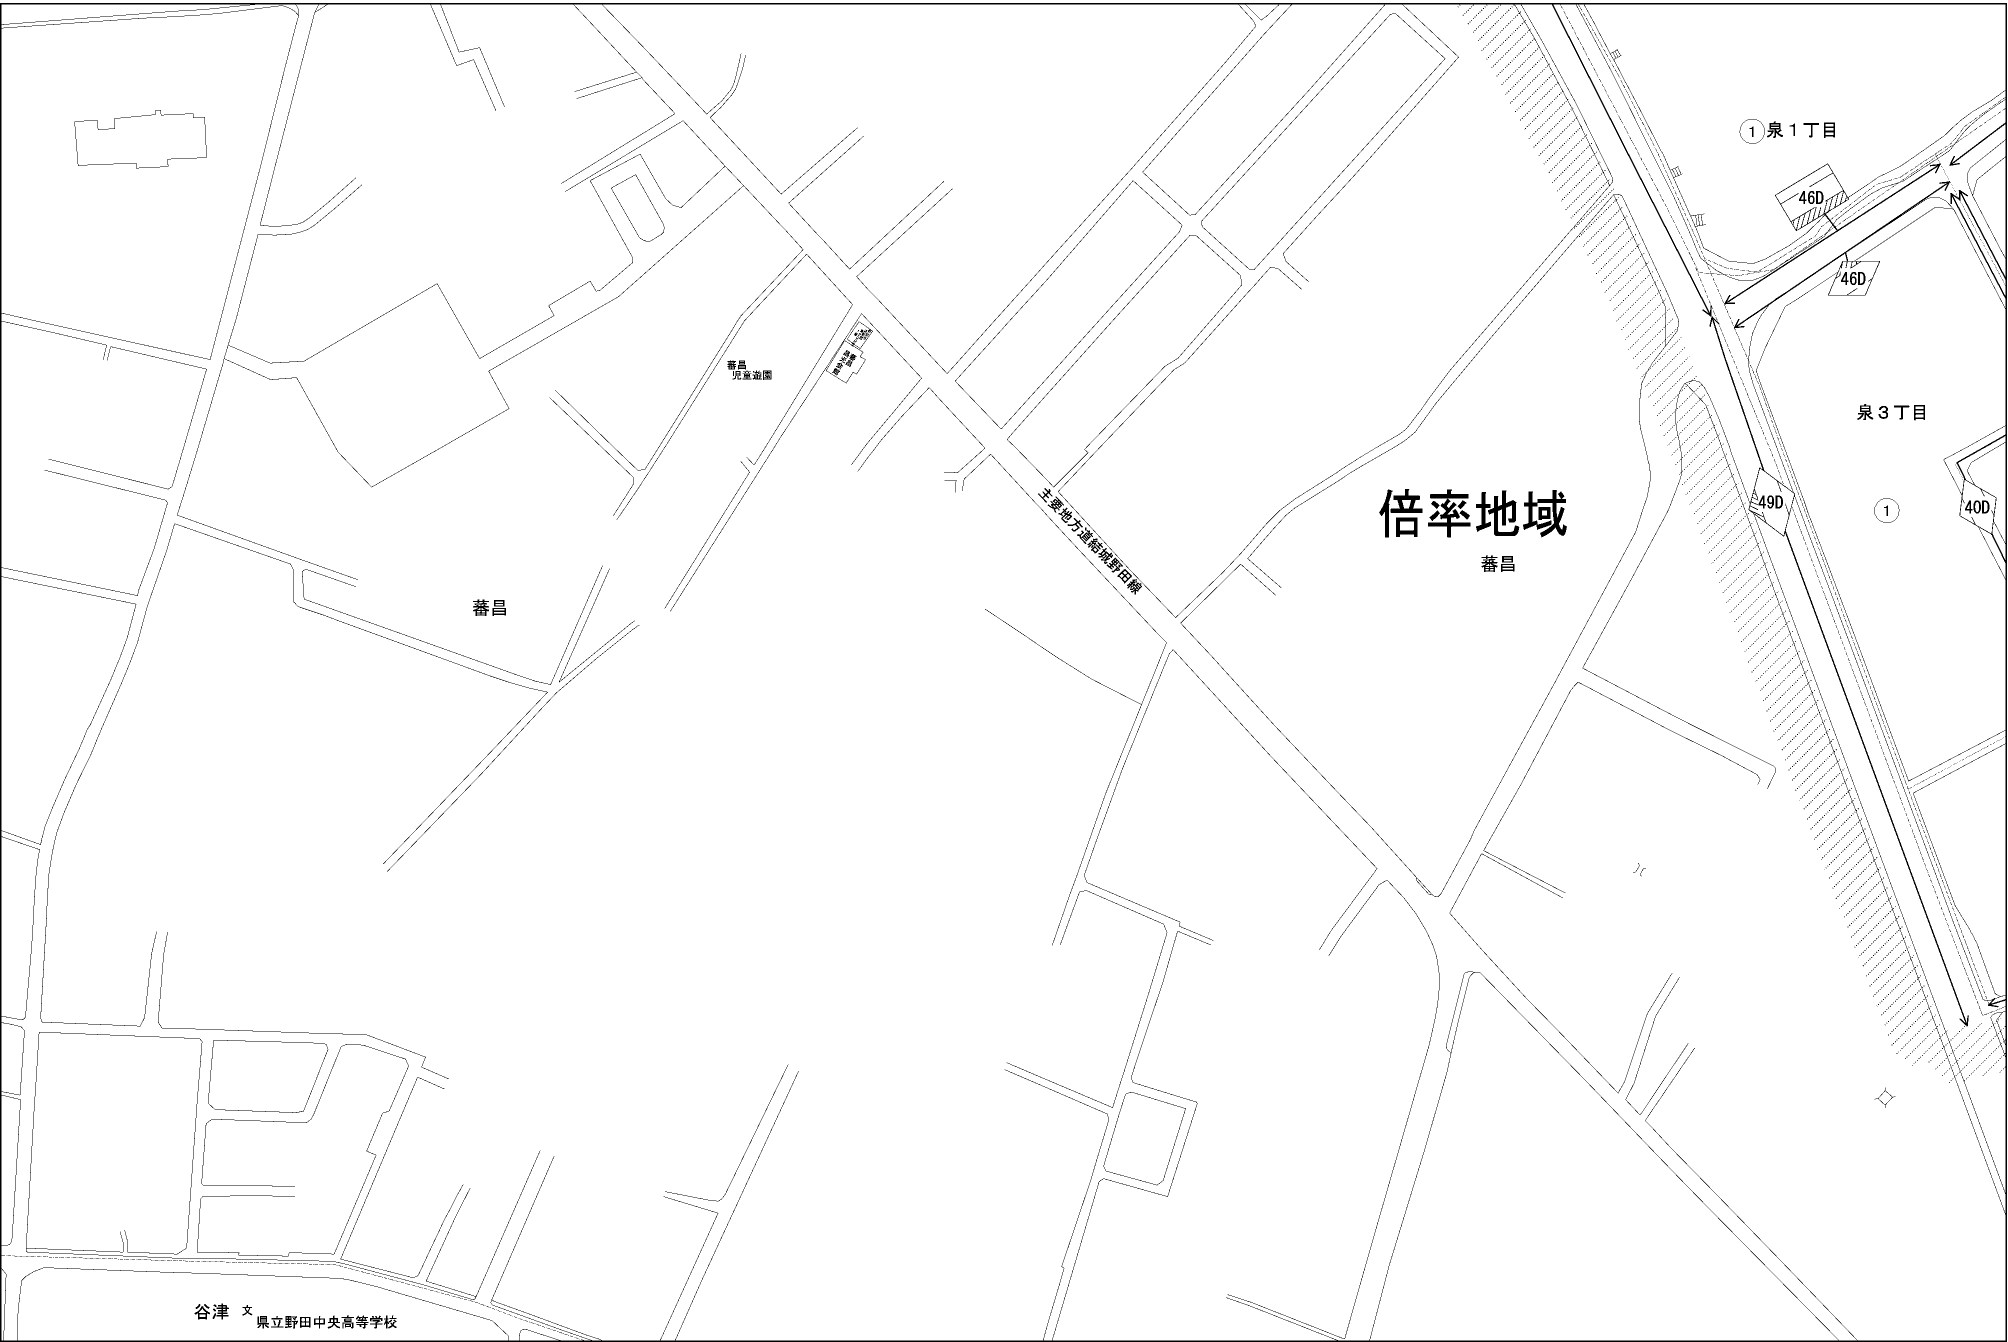 ① 泉１丁目
46D
46D
蕃昌
児童遊園
泉３丁目
主要地方道結城野田線
倍率地域
49D
①
40D
蕃昌
蕃昌
谷津 文
県立野田中央高等学校